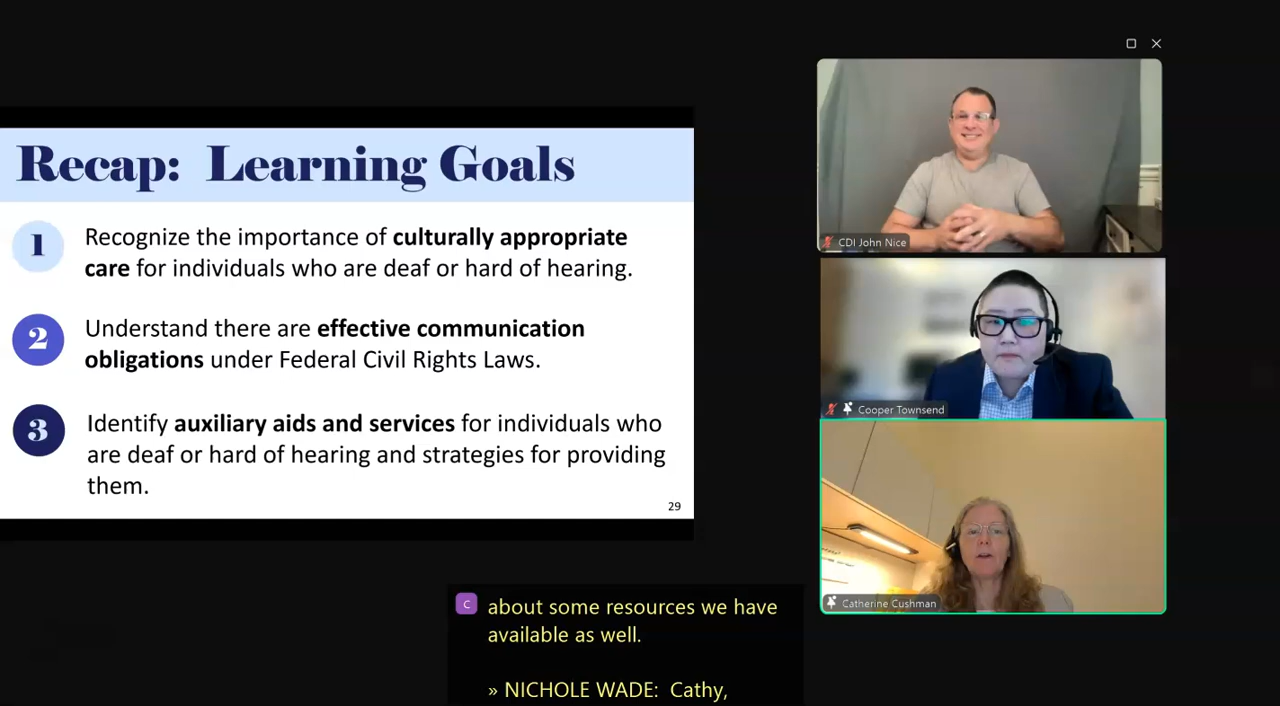 Recap: Learning Goals
1
Recognize the importance of culturally appropriate
care for individuals who are deaf or hard of hearing.
2
Understand there are effective communication
obligations under Federal Civil Rights Laws.
3
Identify auxiliary aids and services for individuals who
are deaf or hard of hearing and strategies for providing
them.
29
CDI John Nice
Cooper Townsend
Catherine Cushman
C
about some resources we have
available as well.
» NICHOLE WADE: Cathy,